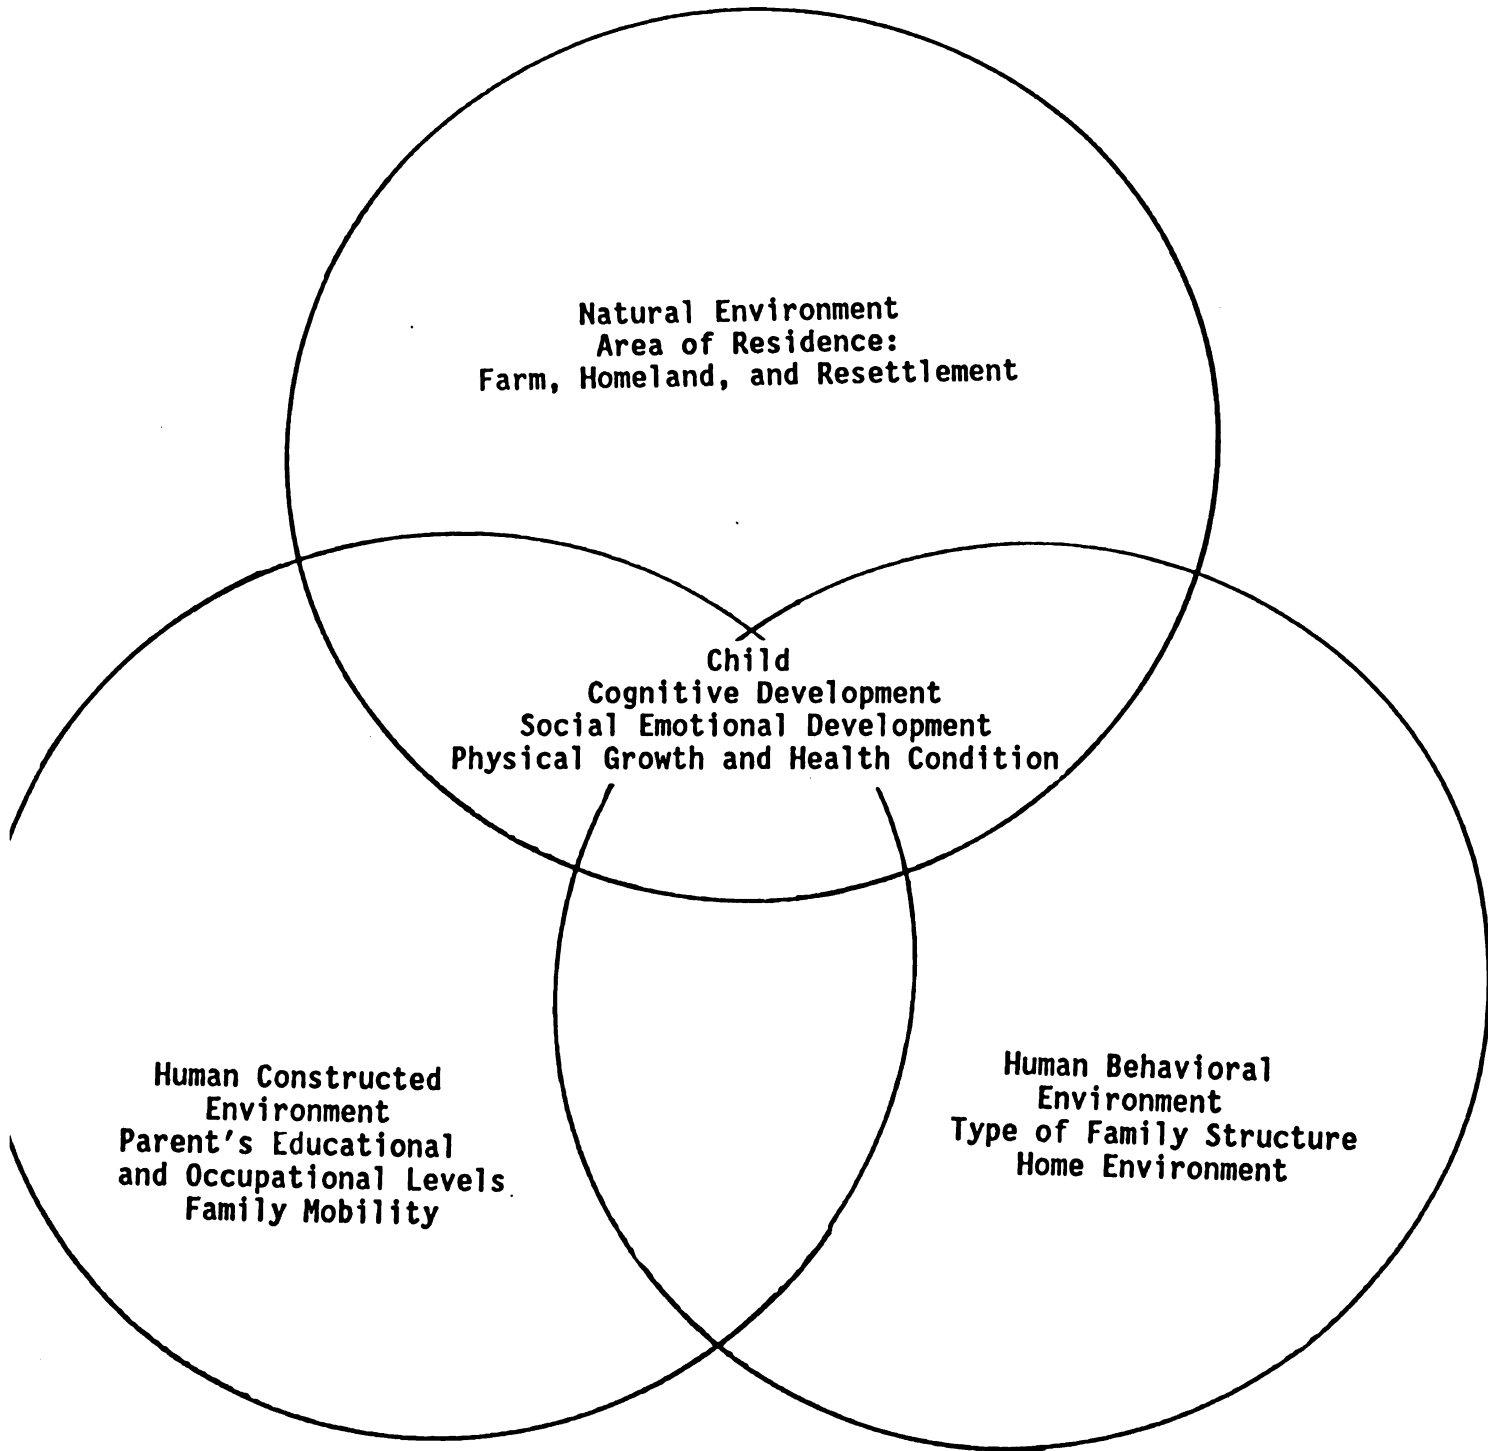 Natural Environment
Area of Residence:
Farm, Homeland, and Resettlement
Child
Cognitive Development
Social Emotional Development
Physical Growth and Health Condition
Human Constructed
Environment
Parent's Educational
and Occupational Levels
Family Mobility
Human Behavioral
Environment
Type of Family Structure
Home Environment